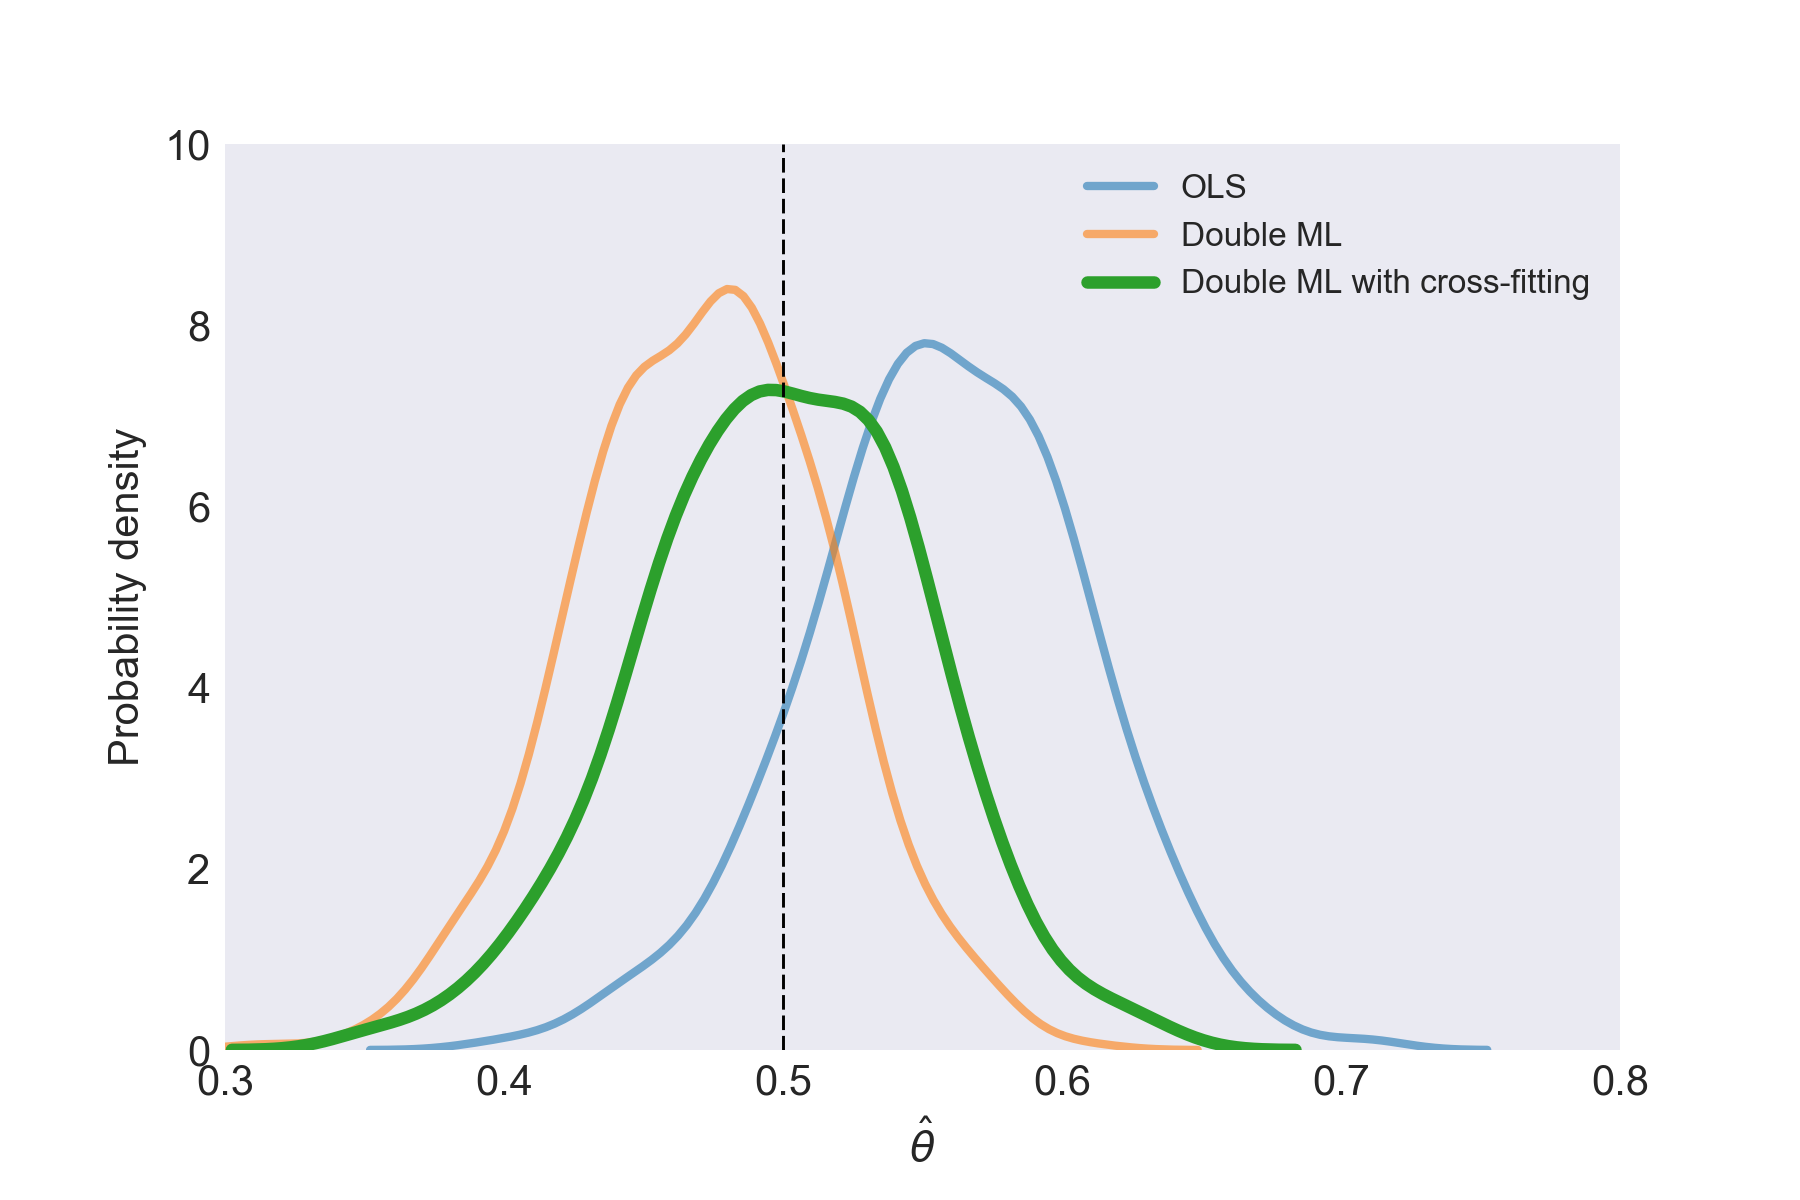 OLS
Double ML
Double ML with cross-fitting
Probability density
10
8
6
4
2
0
0.3 0.4 0.5 0.6 0.7 0.8
θ̂